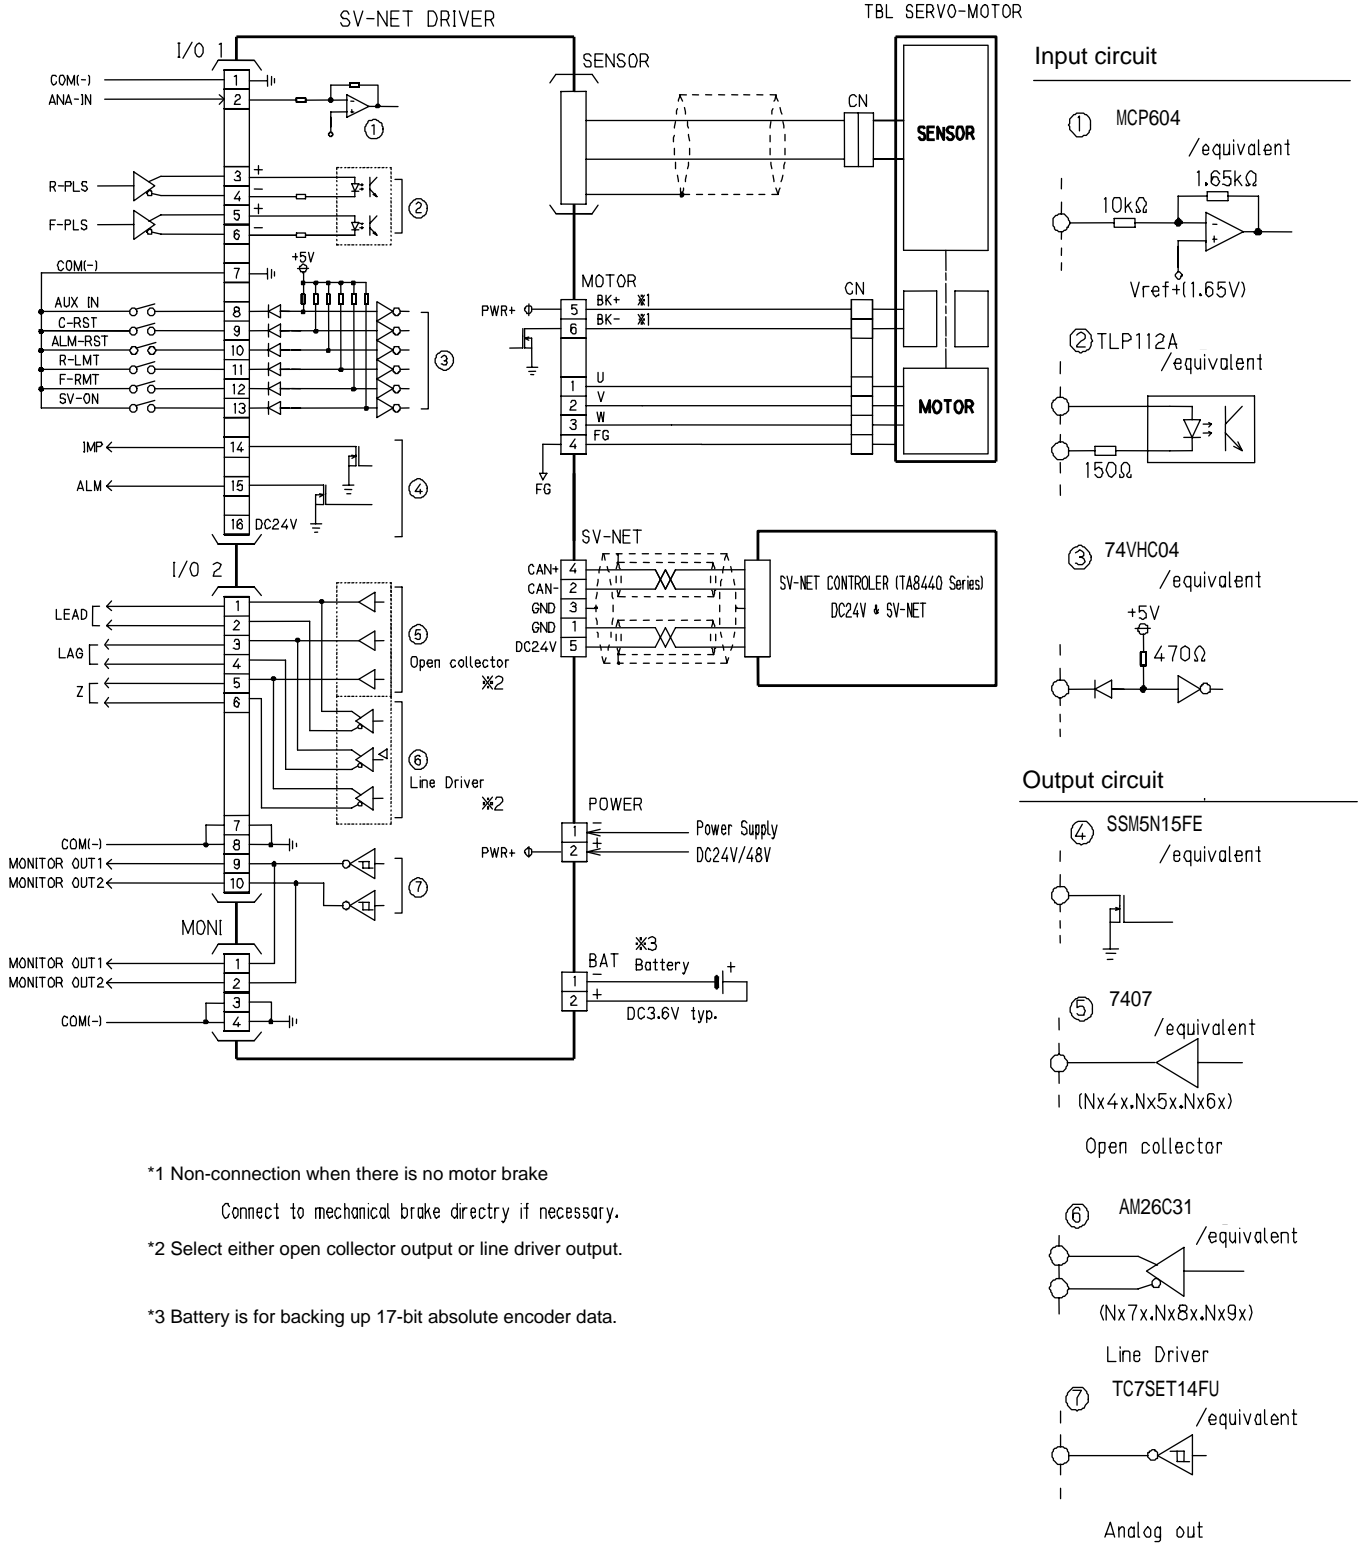 SV-NET DRIVER
TBL SERVO-MOTOR
I/O 1
COM(-)
1
ANA-IN
2
①
R-PLS
3
+
4
−
F-PLS
5
+
6
−
②
COM(-)
7
+5V
AUX IN
8
C-RST
9
ALM-RST
10
R-LMT
11
F-RMT
12
SV-ON
13
③
IMP
14
ALM
15
④
16
DC24V
I/O 2
LEAD
1
2
LAG
3
4
Z
5
6
⑤
Open collector
※2
⑥
Line Driver
※2
7
COM(-)
8
MONITOR OUT1
9
MONITOR OUT2
10
⑦
MONI
MONITOR OUT1
1
MONITOR OUT2
2
3
COM(-)
4
SENSOR
CN
SENSOR
MOTOR
CN
PWR+
5
BK+ ※1
6
BK- ※1
1
U
2
V
3
W
4
FG
FG
MOTOR
SV-NET
CAN+
4
CAN-
2
GND
3
GND
1
DC24V
5
SV-NET CONTROLER (TA8440 Series)
DC24V & SV-NET
POWER
1
−
Power Supply
PWR+
2
+
DC24V/48V
BAT
※3
Battery
1
−
+
2
+
DC3.6V typ.
*1 Non-connection when there is no motor brake
Connect to mechanical brake directry if necessary.
*2 Select either open collector output or line driver output.
*3 Battery is for backing up 17-bit absolute encoder data.
Input circuit
① MCP604
/equivalent
1.65kΩ
10kΩ
−
+
Vref+(1.65V)
② TLP112A
/equivalent
150Ω
③ 74VHC04
/equivalent
+5V
470Ω
Output circuit
④ SSM5N15FE
/equivalent
⑤ 7407
/equivalent
(Nx4x.Nx5x.Nx6x)
Open collector
⑥ AM26C31
/equivalent
(Nx7x.Nx8x.Nx9x)
Line Driver
⑦ TC7SET14FU
/equivalent
Analog out